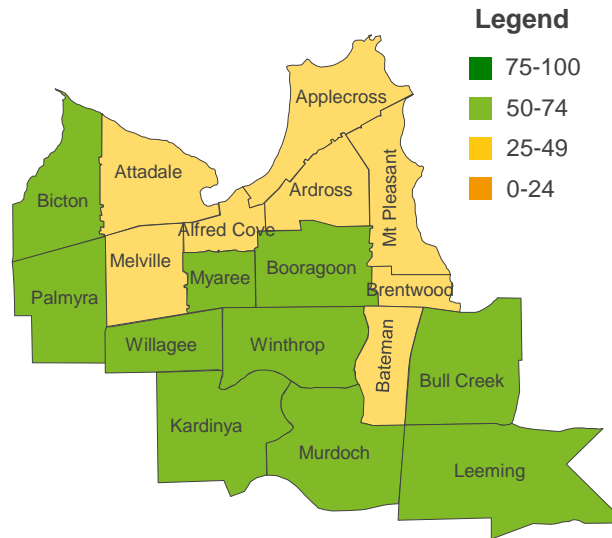 Legend
75-100
50-74
25-49
0-24
Applecross
Attadale
Ardross
Bicton
Mt Pleasant
Alfred Cove
Melville
Myaree
Booragoon
Brentwood
Palmyra
Willagee
Winthrop
Bateman
Bull Creek
Kardinya
Murdoch
Leeming